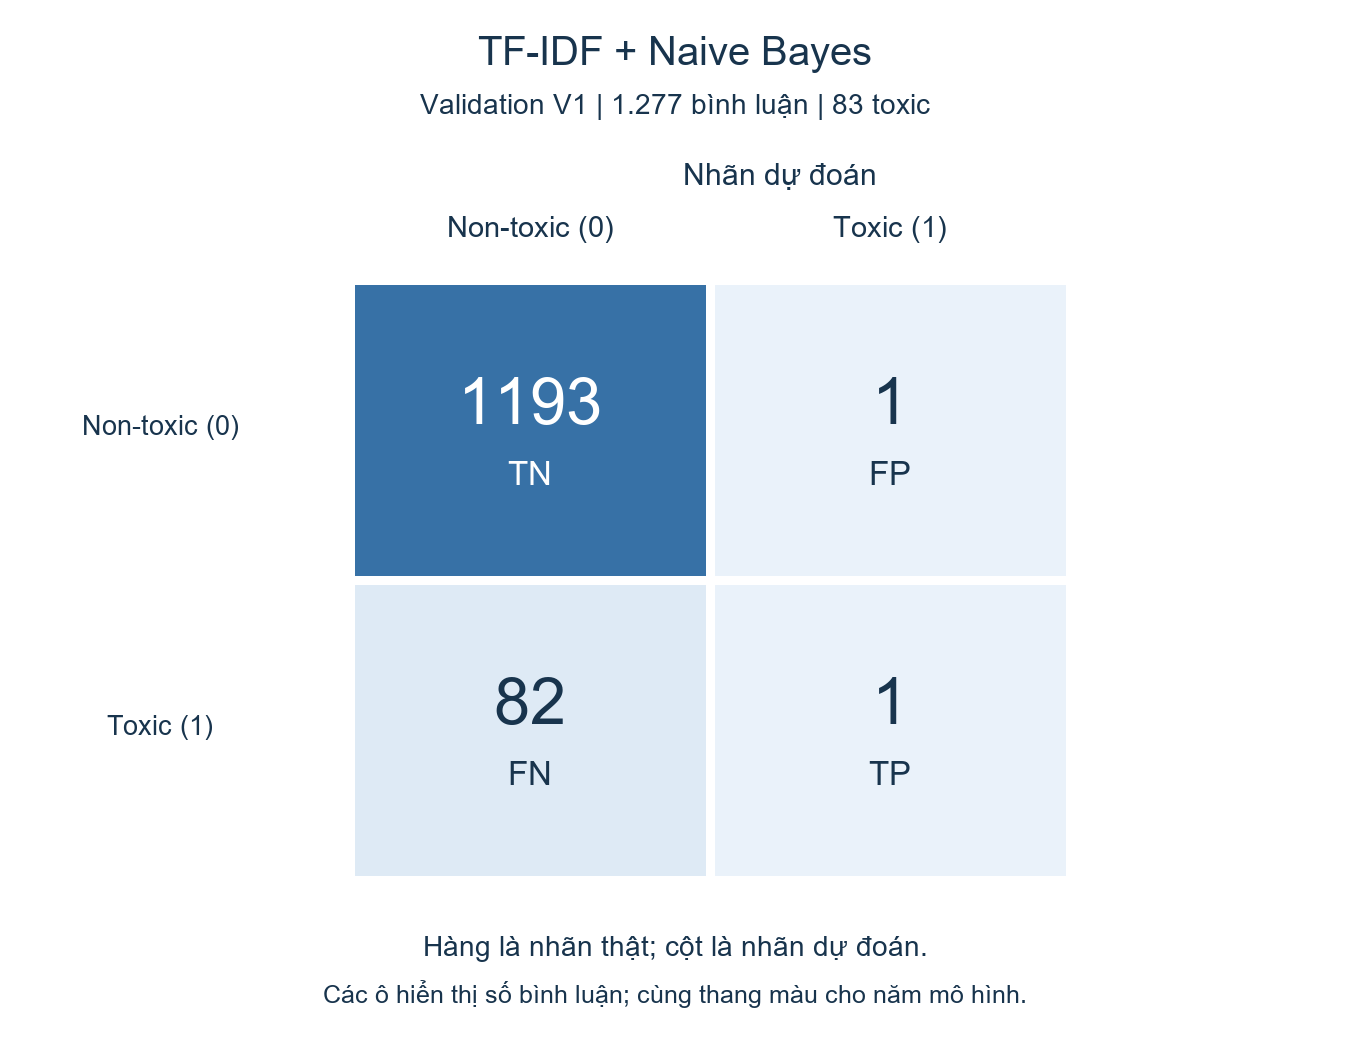 TF-IDF + Naive Bayes
Validation V1 | 1.277 bình luận | 83 toxic
Nhãn dự đoán
Non-toxic (0) Toxic (1)
Non-toxic (0) 1193 1
TN FP
Toxic (1) 82 1
FN TP
Hàng là nhãn thật; cột là nhãn dự đoán.
Các ô hiển thị số bình luận; cùng thang màu cho năm mô hình.